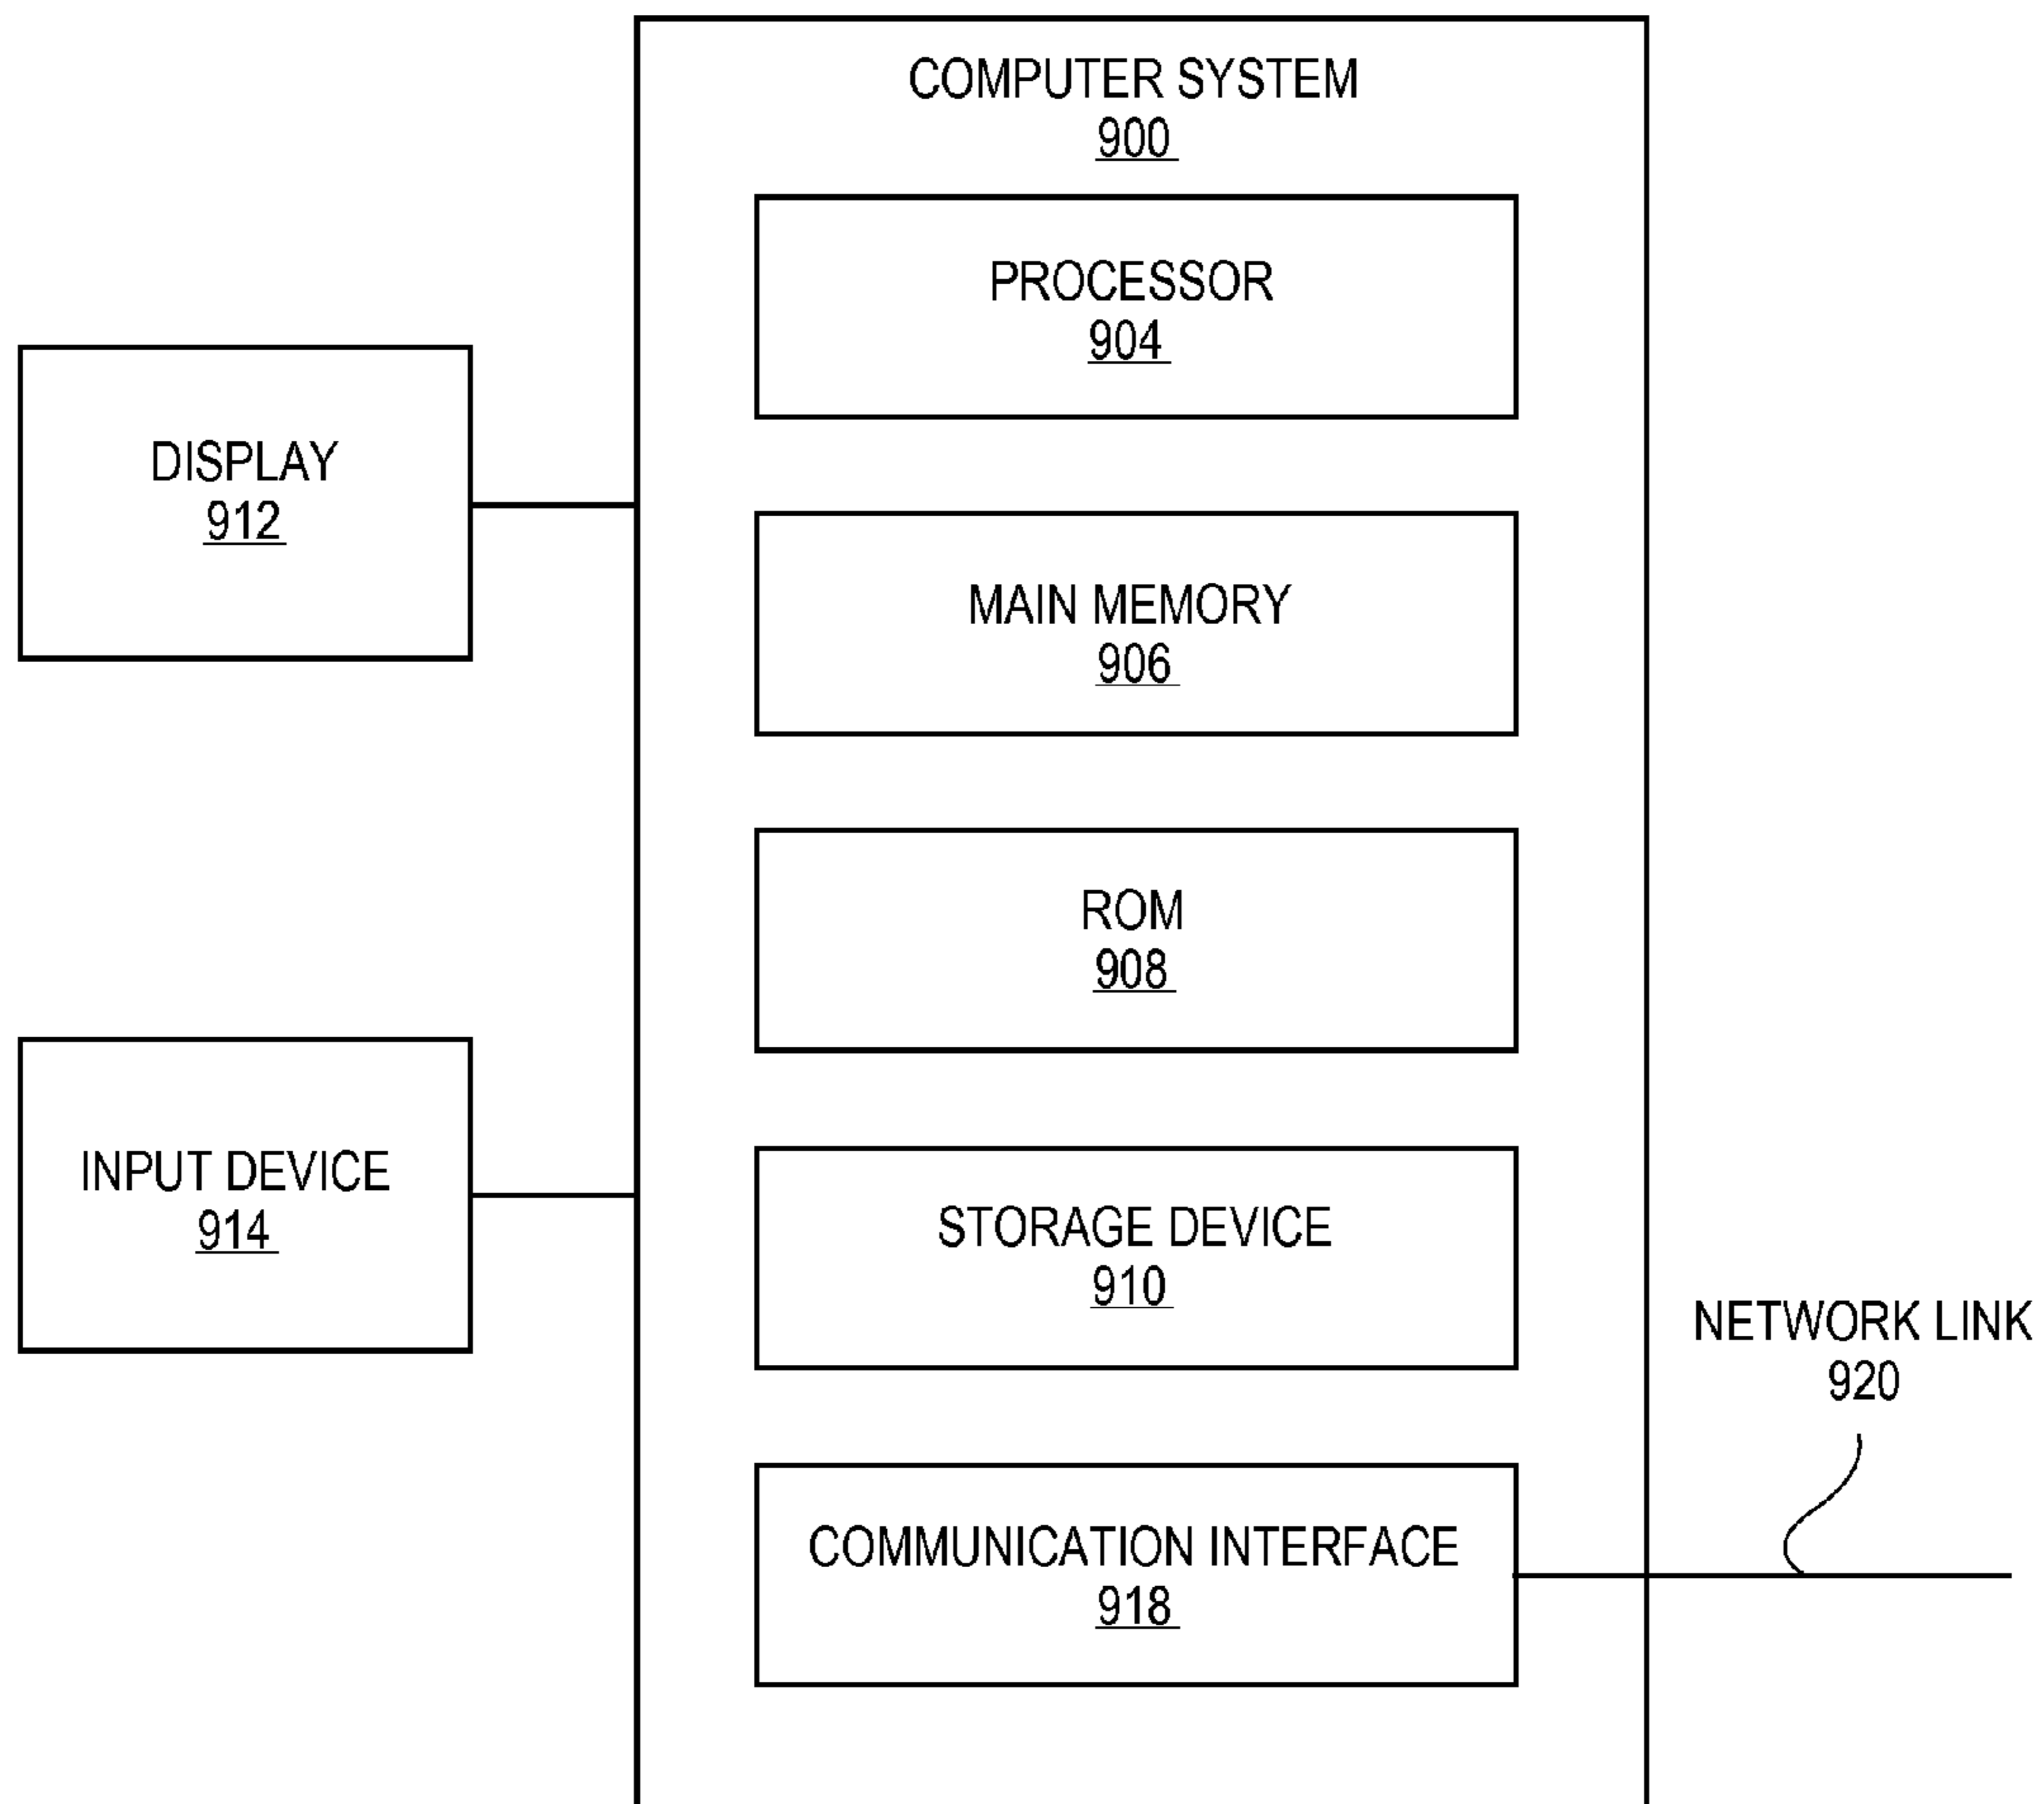 COMPUTER SYSTEM
900
PROCESSOR
904
DISPLAY
912
MAIN MEMORY
906
ROM
908
INPUT DEVICE
914
STORAGE DEVICE
910
NETWORK LINK
920
COMMUNICATION INTERFACE
918